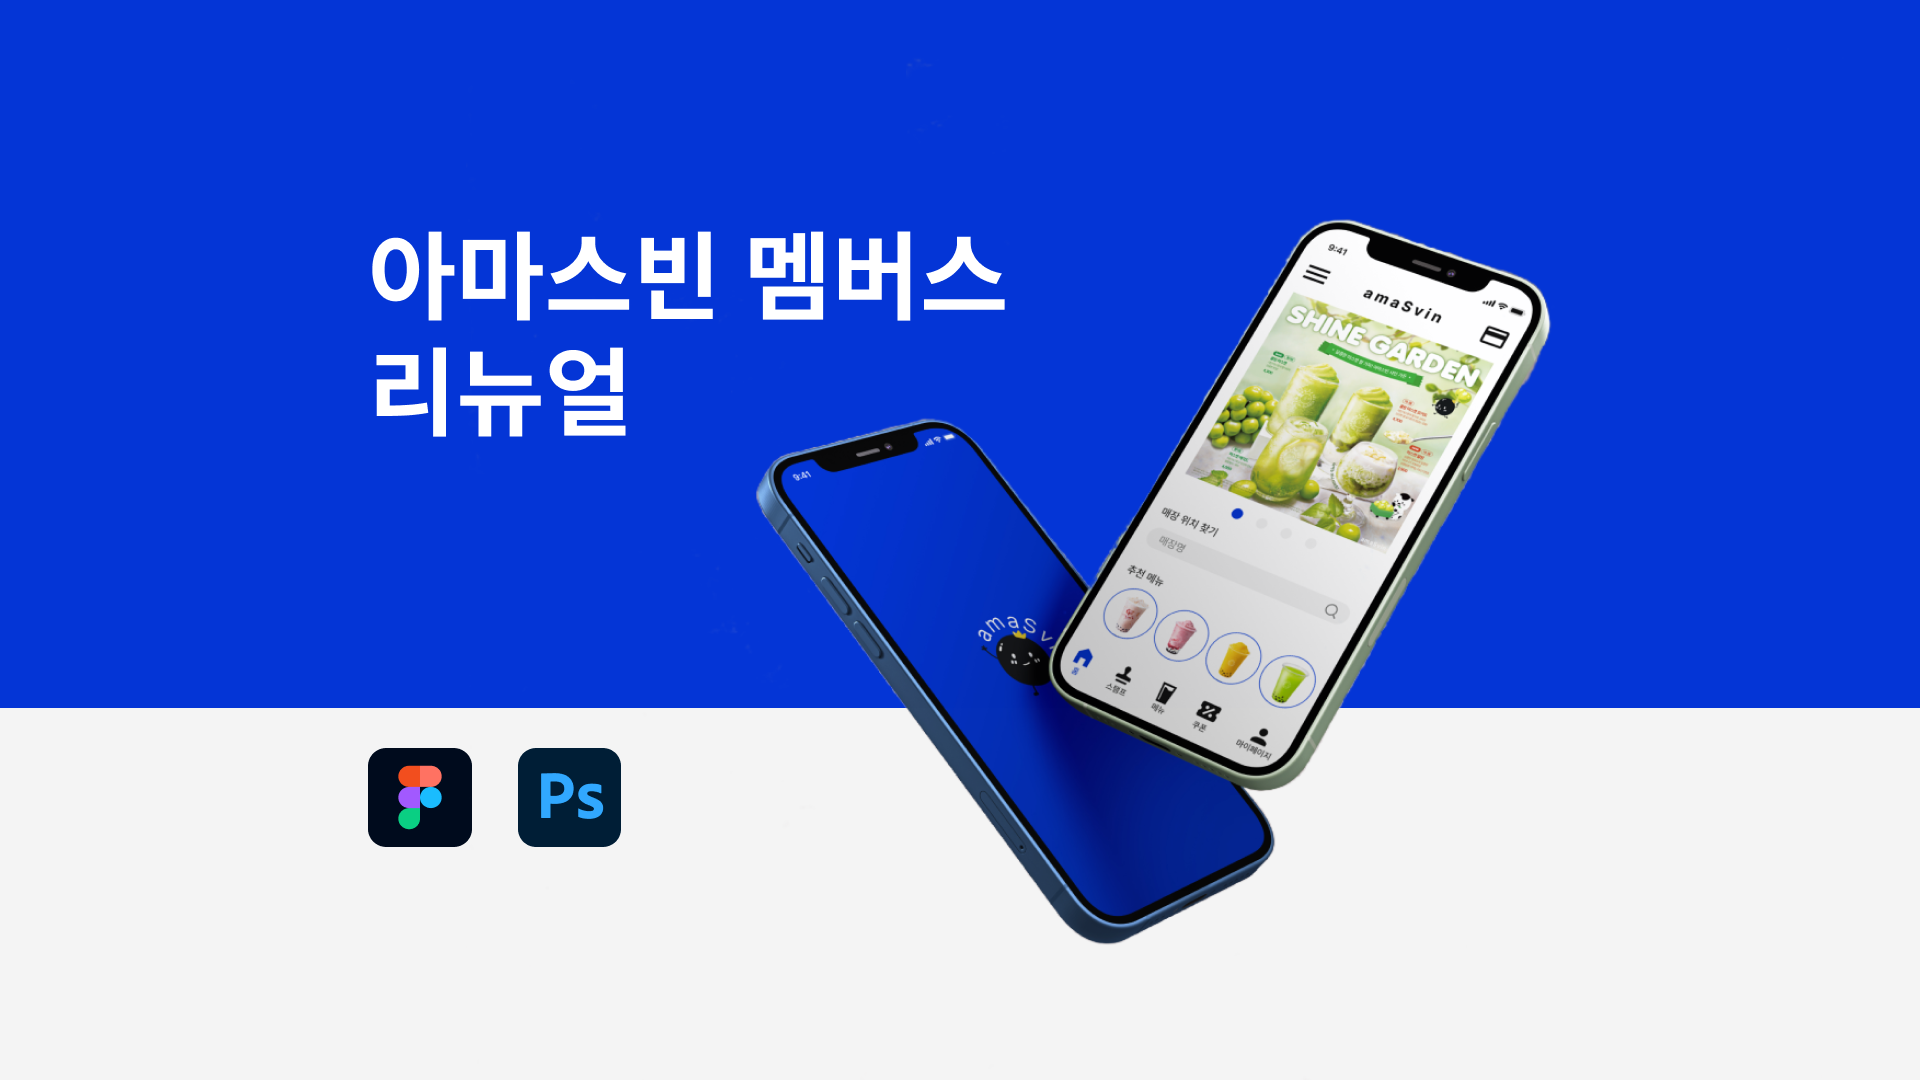 아마스빈 멤버스
리뉴얼
Ps
9:41
amaSv
9:41
amaSvin
SHINE GARDEN
매장 위치 찾기
매장명
추천 메뉴
홈
스탬프
메뉴
쿠폰
마이페이지